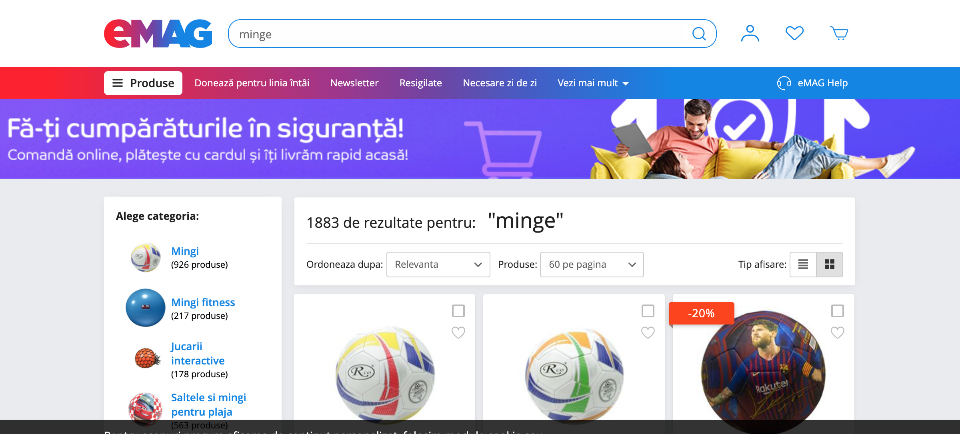 eMAG
minge
Produse
Donează pentru linia întâi
Newsletter
Resigilate
Necesare zi de zi
Vezi mai mult
eMAG Help
Fă-ți cumpărăturile în siguranță!
Comandă online, plătește cu cardul și îți livrăm rapid acasă!
Alege categoria:
Mingi
(926 produse)
Mingi fitness
(217 produse)
Jucarii
interactive
(178 produse)
Saltele si mingi
pentru plaja
(563 produse)
1883 de rezultate pentru: "minge"
Ordoneaza dupa:
Relevanta
Produse:
60 pe pagina
Tip afisare:
-20%
Rakuten